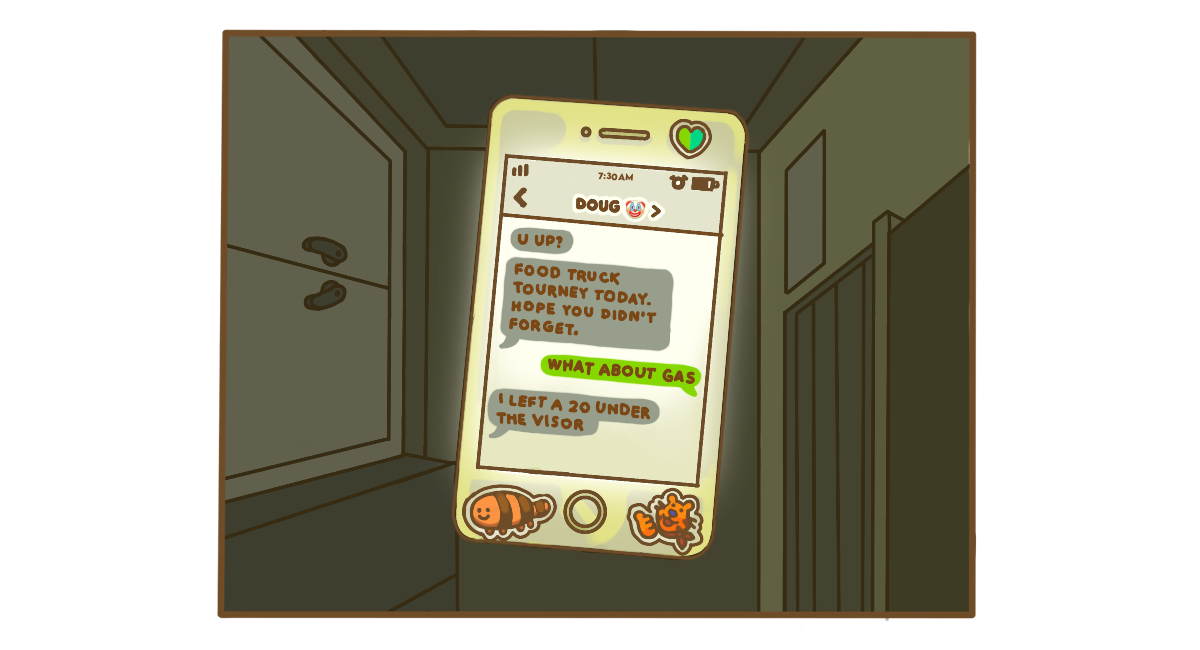 7:30AM
DOUG 🤡
U UP?
FOOD TRUCK
TOURNEY TODAY.
HOPE YOU DIDN'T
FORGET.
WHAT ABOUT GAS
I LEFT A 20 UNDER
THE VISOR